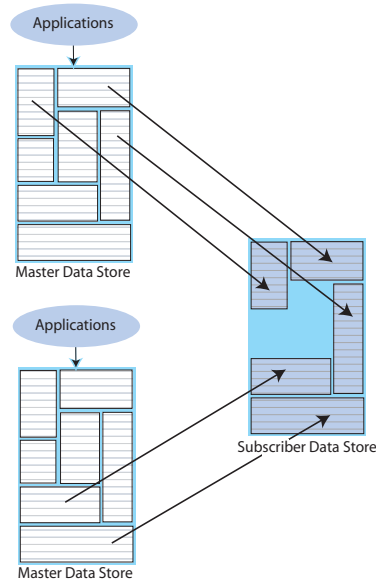 Applications
Master Data Store
Applications
Subscriber Data Store
Master Data Store